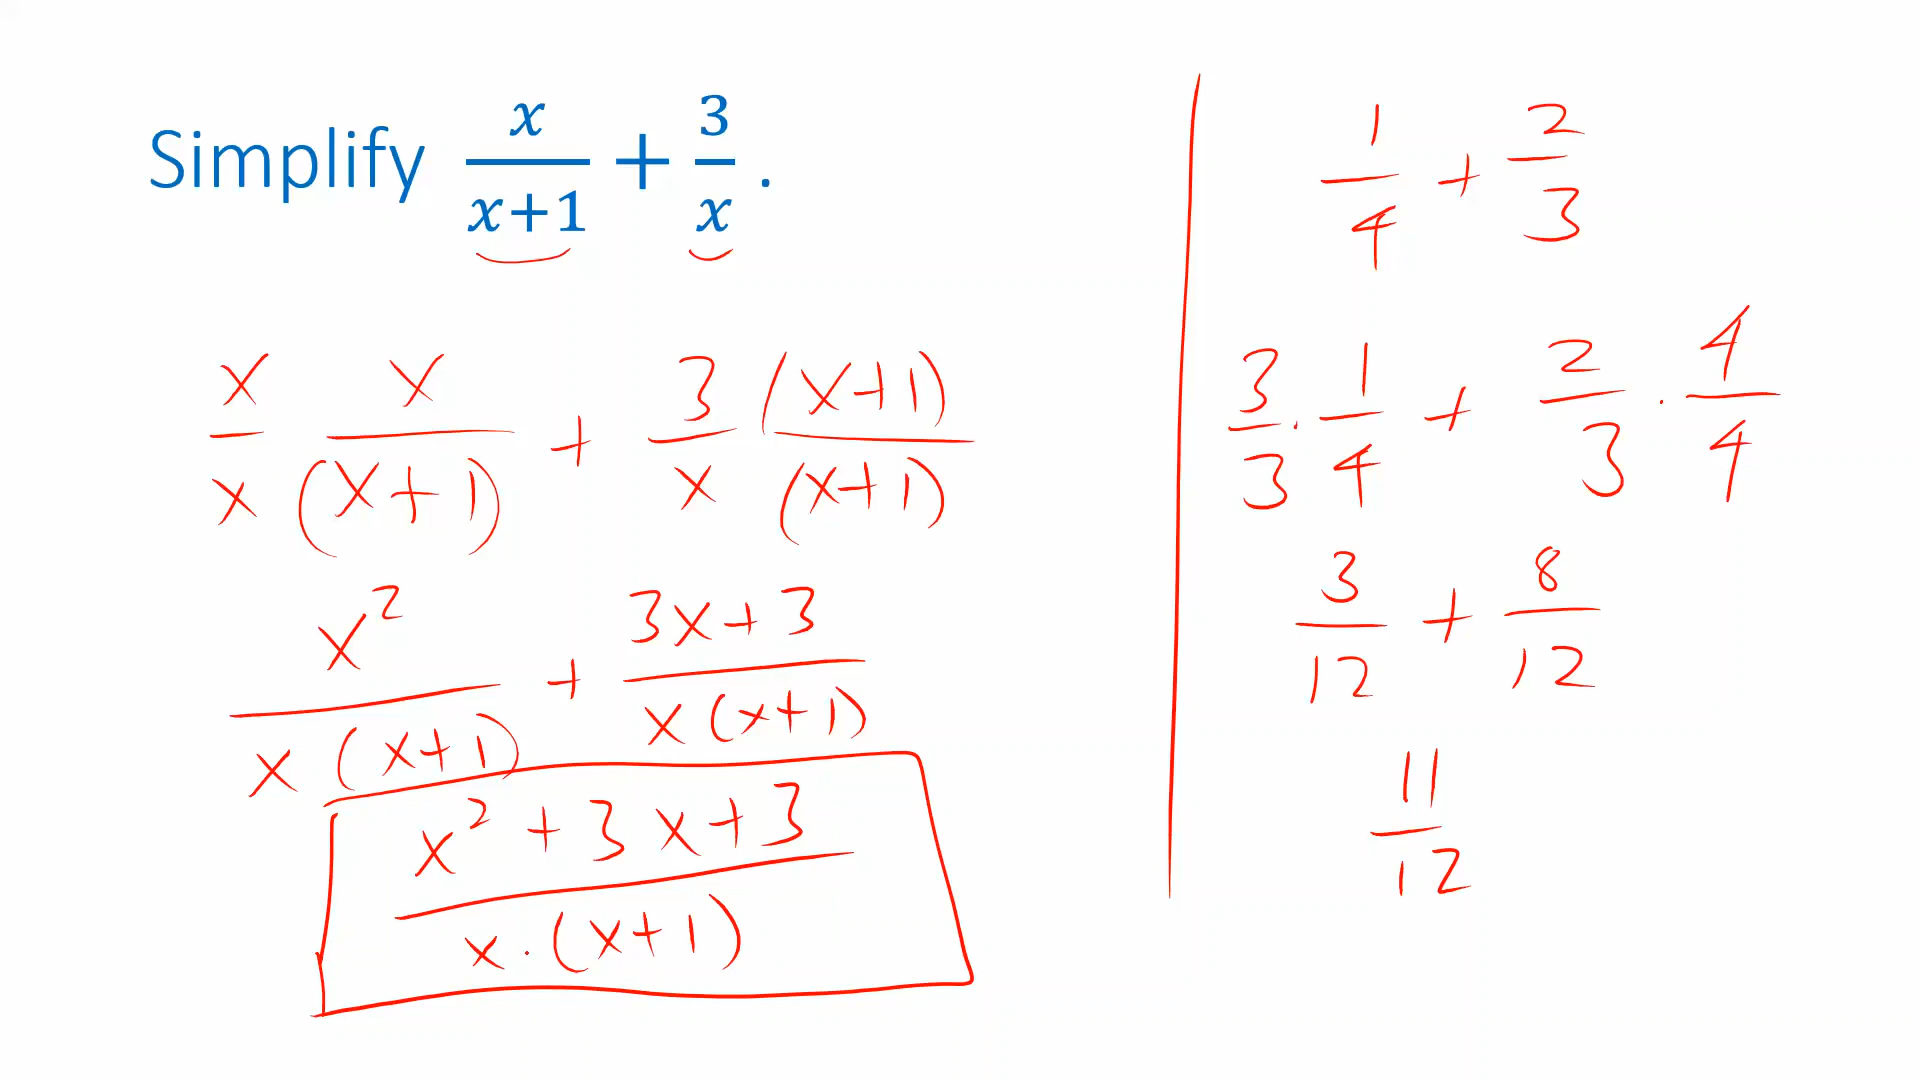 Simplify x/(x+1) + 3/x .
x/x x/(x+1) + 3/x (x+1)/(x+1)
x²/x(x+1) + 3x+3/x(x+1)
x²+3x+3/x·(x+1)
1/4 + 2/3
3/3 · 1/4 + 2/3 · 4/4
3/12 + 8/12
11/12